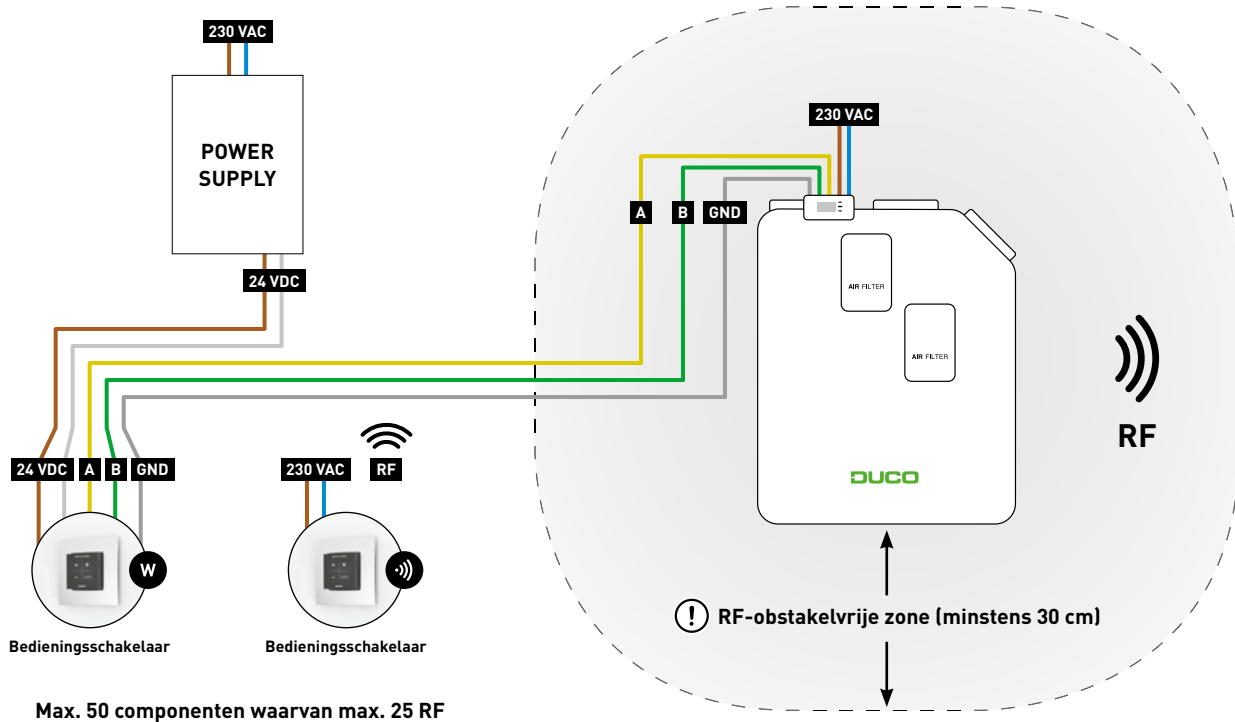 230 VAC
POWER
SUPPLY
24 VDC
230 VAC
A
B
GND
AIR FILTER
AIR FILTER
RF
DUCO
24 VDC
A
B
GND
W
Bedieningsschakelaar
230 VAC
RF
Bedieningsschakelaar
! RF-obstakelvrije zone (minstens 30 cm)
Max. 50 componenten waarvan max. 25 RF